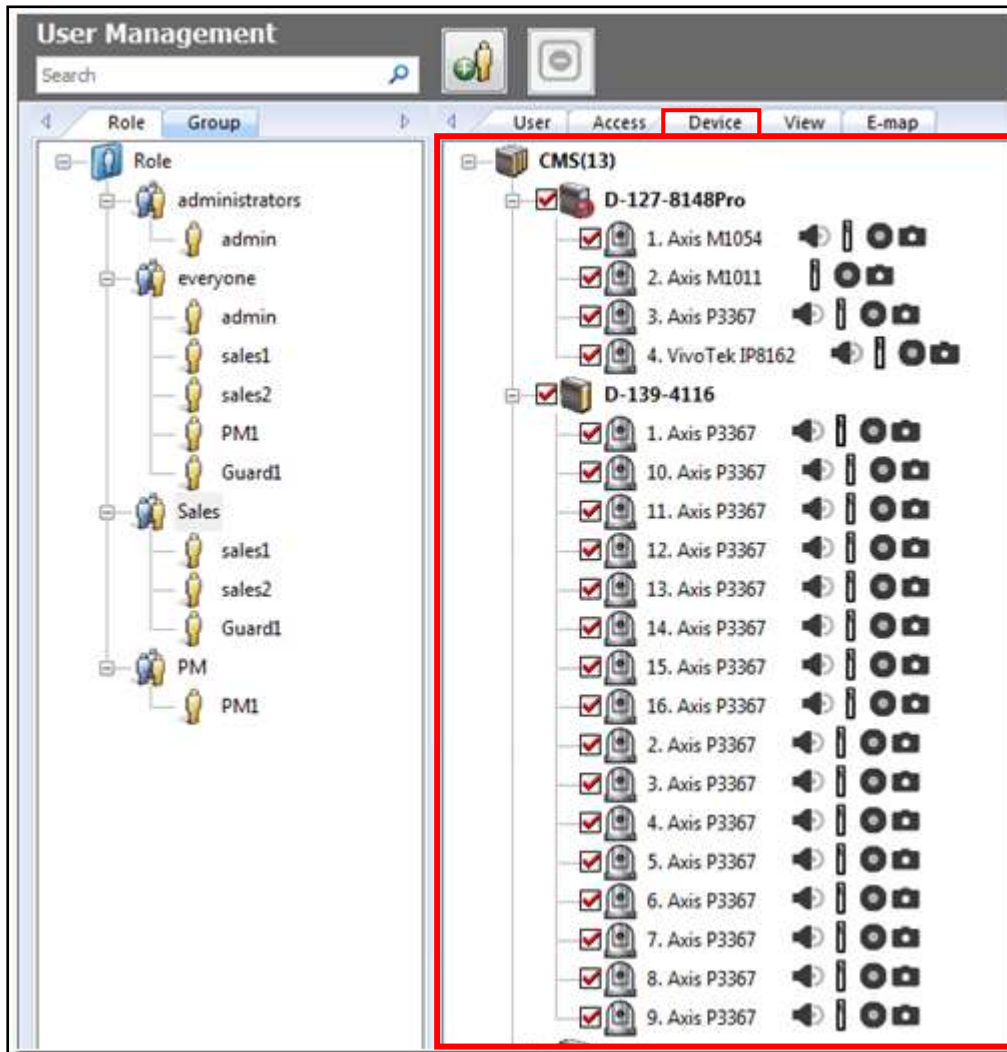 User Management
Search
Role
Group
User
Access
Device
View
E-map
Role
administrators
admin
everyone
admin
sales1
sales2
PM1
Guard1
Sales
sales1
sales2
Guard1
PM
PM1
CMS(13)
D-127-8148Pro
1. Axis M1054
2. Axis M1011
3. Axis P3367
4. VivoTek IP8162
D-139-4116
1. Axis P3367
10. Axis P3367
11. Axis P3367
12. Axis P3367
13. Axis P3367
14. Axis P3367
15. Axis P3367
16. Axis P3367
2. Axis P3367
3. Axis P3367
4. Axis P3367
5. Axis P3367
6. Axis P3367
7. Axis P3367
8. Axis P3367
9. Axis P3367